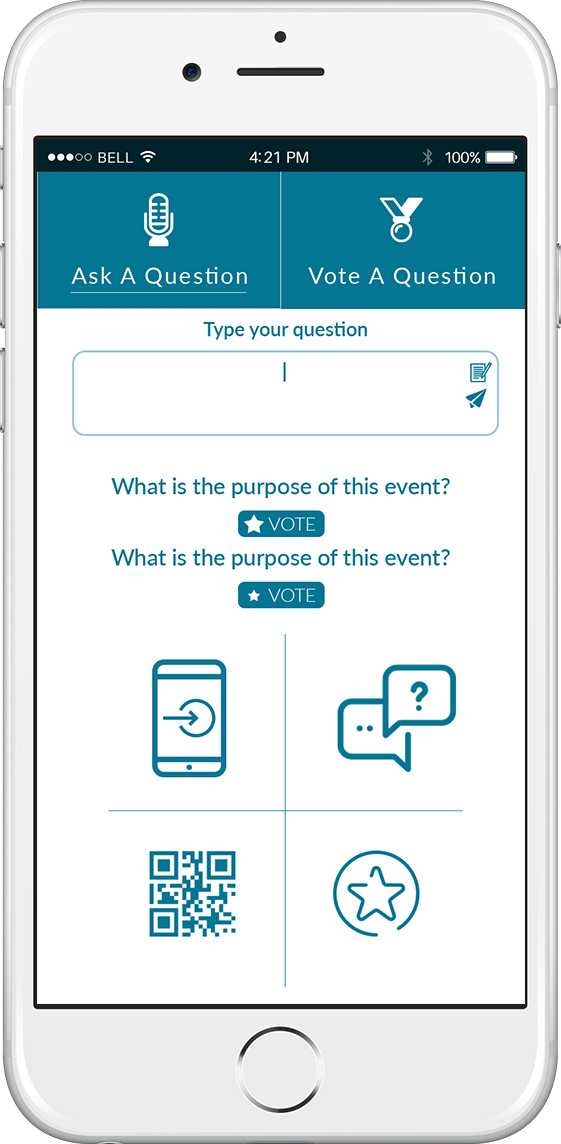 BELL 4:21 PM 100%
Ask A Question Vote A Question
Type your question
What is the purpose of this event?
VOTE
What is the purpose of this event?
VOTE
?